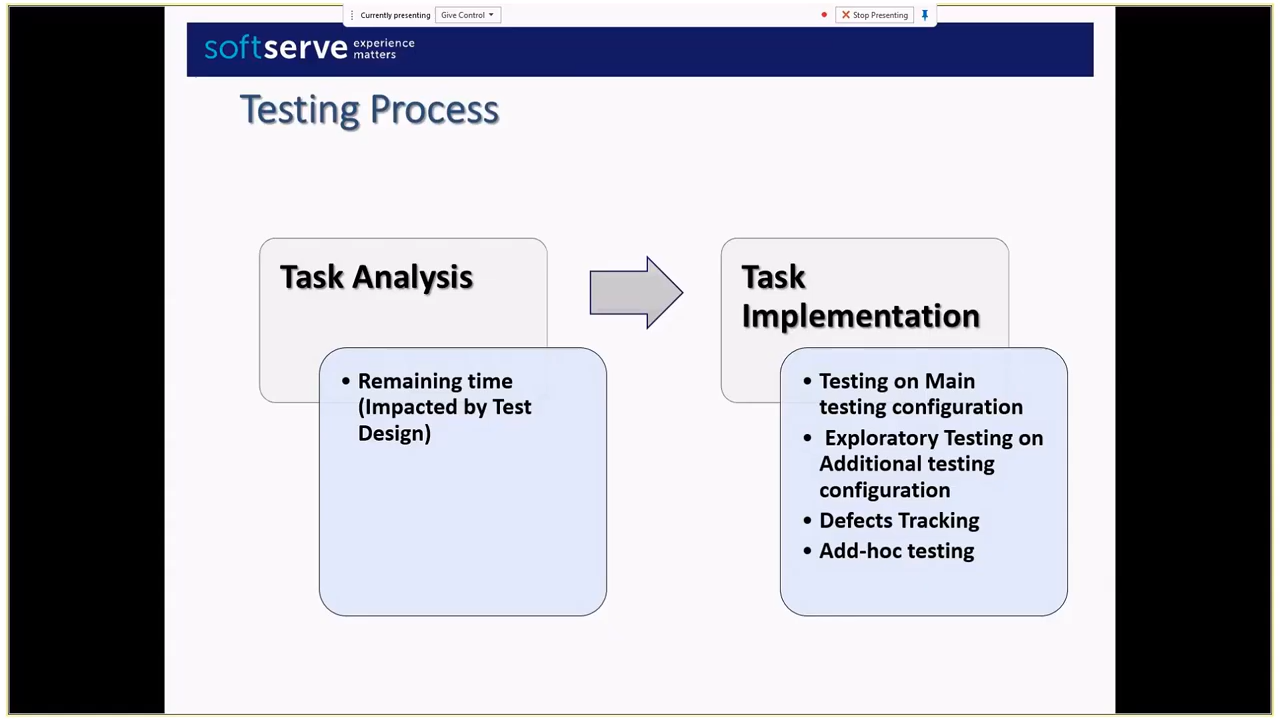 Currently presenting
Give Control
Stop Presenting
softserve experience
matters
Testing Process
Task Analysis
• Remaining time
(Impacted by Test
Design)
Task
Implementation
• Testing on Main
testing configuration
• Exploratory Testing on
Additional testing
configuration
• Defects Tracking
• Add-hoc testing